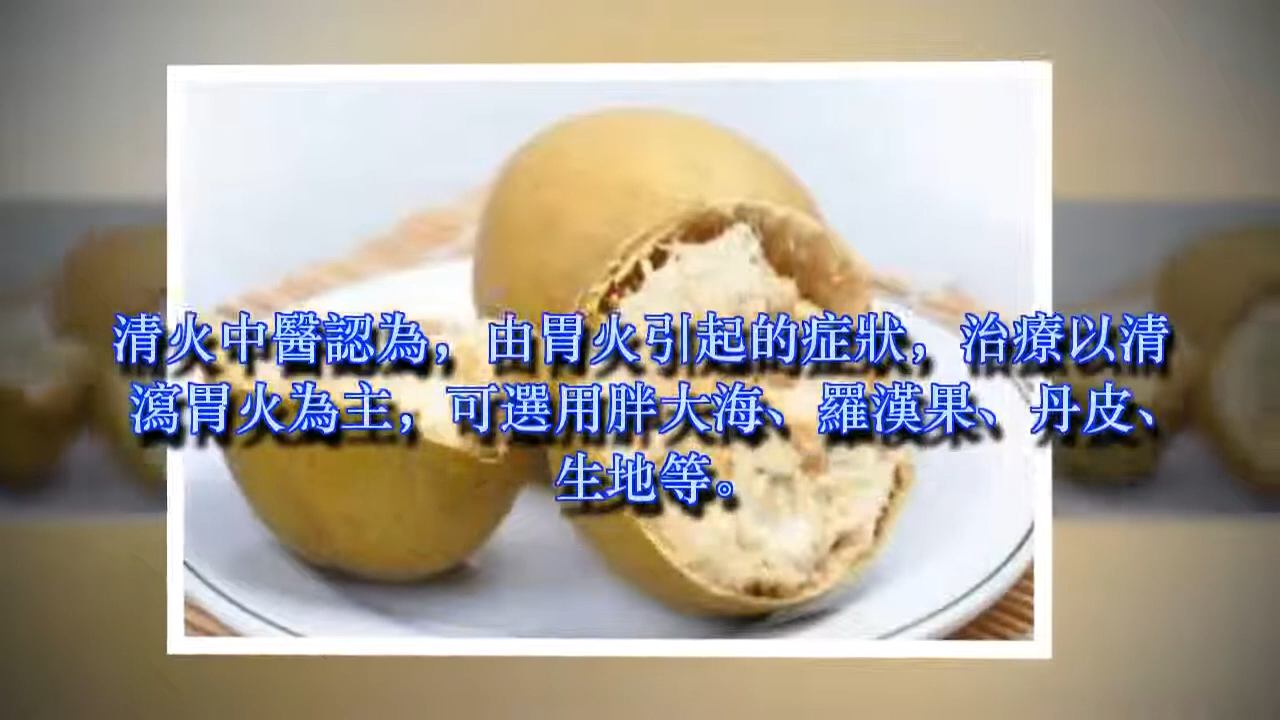 清火中醫認為，由胃火引起的症狀，治療以清
瀉胃火為主，可選用胖大海、羅漢果、丹皮、
生地等。